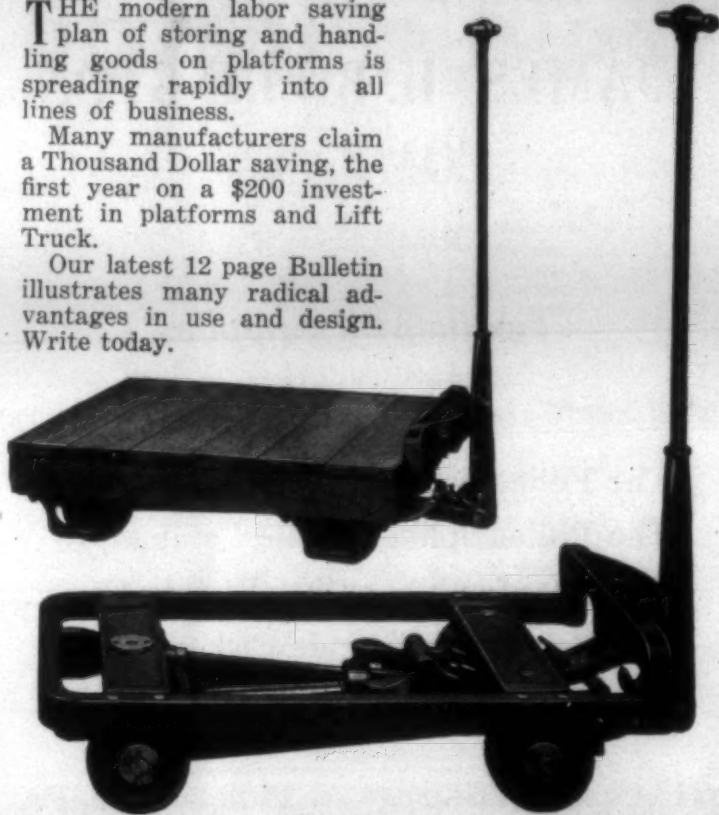 THE modern labor saving
plan of storing and hand-
ling goods on platforms is
spreading rapidly into all
lines of business.
Many manufacturers claim
a Thousand Dollar saving, the
first year on a $200 invest-
ment in platforms and Lift
Truck.
Our latest 12 page Bulletin
illustrates many radical ad-
vantages in use and design.
Write today.